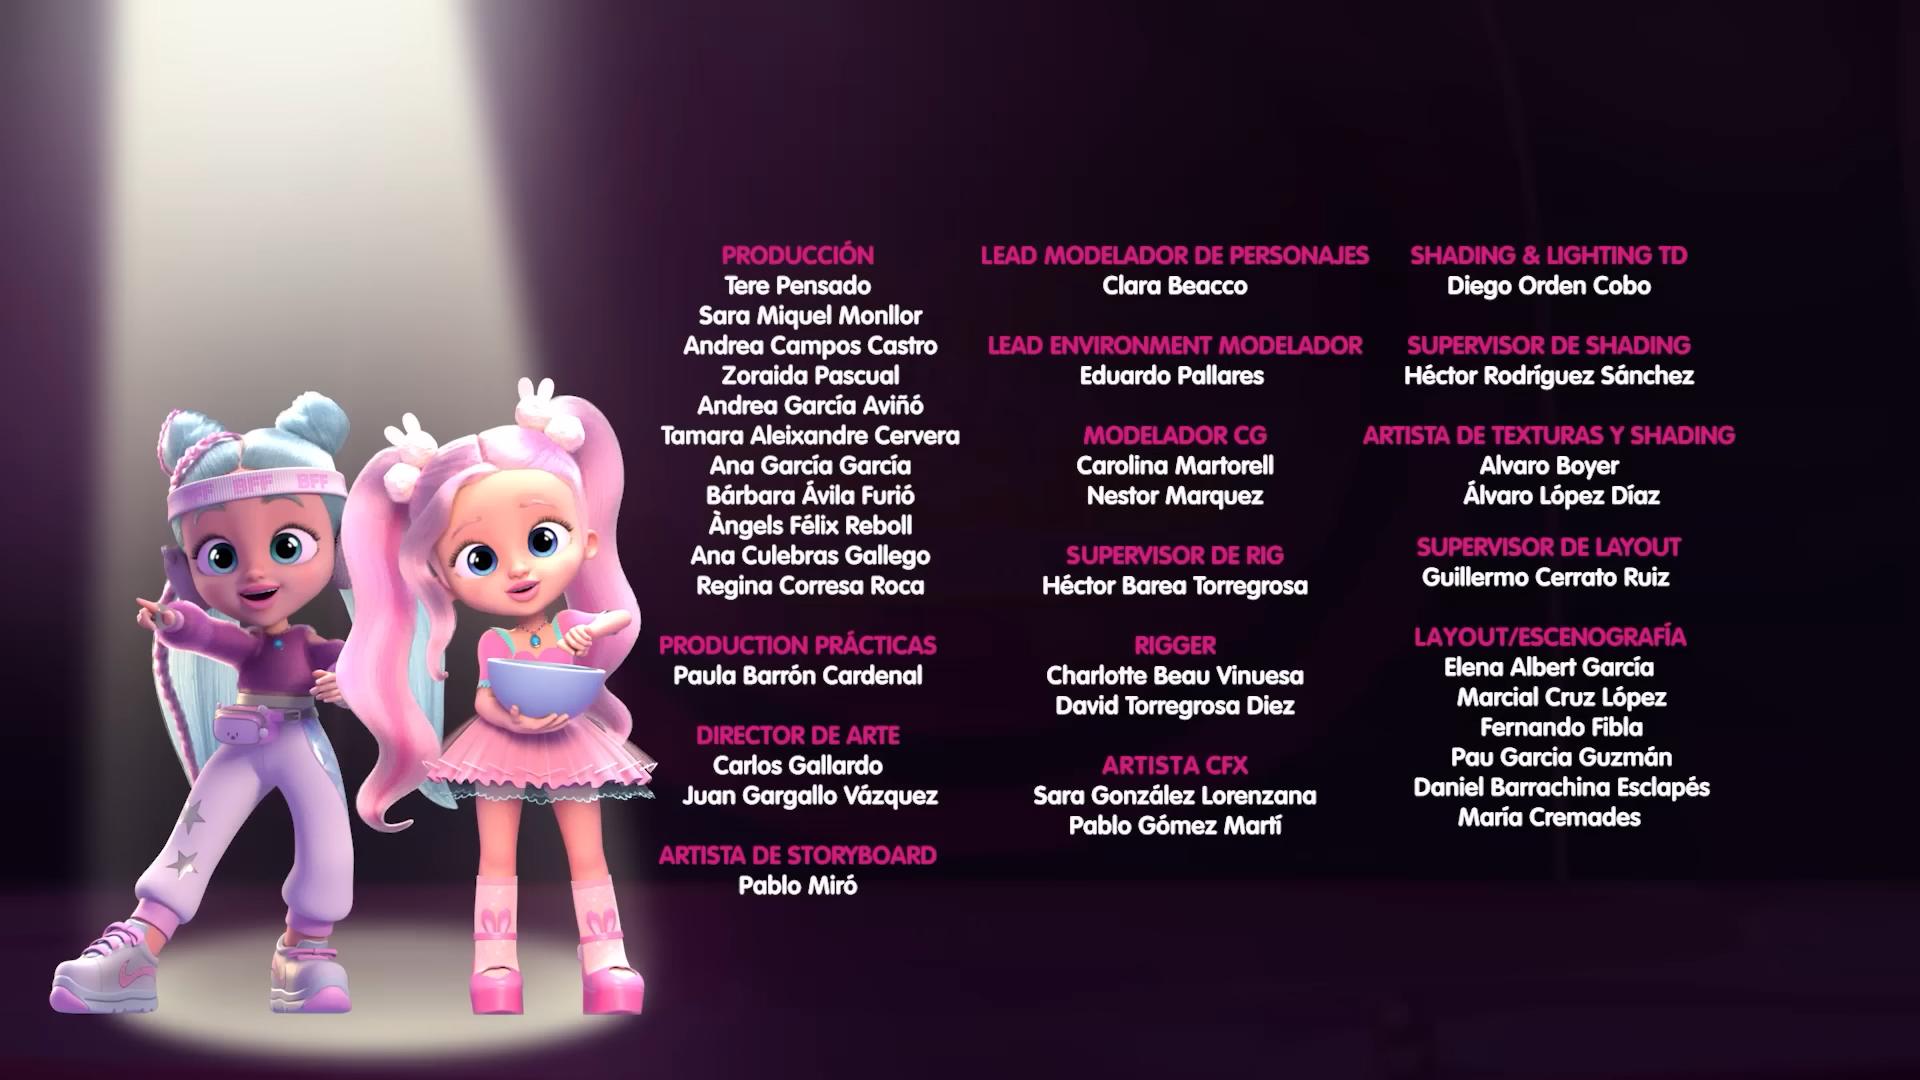 BFF BFF BFF
PRODUCCIÓN
Tere Pensado
Sara Miquel Monllor
Andrea Campos Castro
Zoraida Pascual
Andrea García Aviñó
Tamara Aleixandre Cervera
Ana García García
Bárbara Ávila Furió
Àngels Félix Reboll
Ana Culebras Gallego
Regina Corresa Roca
PRODUCTION PRÁCTICAS
Paula Barrón Cardenal
DIRECTOR DE ARTE
Carlos Gallardo
Juan Gargallo Vázquez
ARTISTA DE STORYBOARD
Pablo Miró
LEAD MODELADOR DE PERSONAJES
Clara Beacco
LEAD ENVIRONMENT MODELADOR
Eduardo Pallares
MODELADOR CG
Carolina Martorell
Nestor Marquez
SUPERVISOR DE RIG
Héctor Barea Torregrosa
RIGGER
Charlotte Beau Vinuesa
David Torregrosa Diez
ARTISTA CFX
Sara González Lorenzana
Pablo Gómez Martí
SHADING & LIGHTING TD
Diego Orden Cobo
SUPERVISOR DE SHADING
Héctor Rodríguez Sánchez
ARTISTA DE TEXTURAS Y SHADING
Alvaro Boyer
Álvaro López Díaz
SUPERVISOR DE LAYOUT
Guillermo Cerrato Ruiz
LAYOUT/ESCENOGRAFÍA
Elena Albert García
Marcial Cruz López
Fernando Fibla
Pau Garcia Guzmán
Daniel Barrachina Esclapés
María Cremades